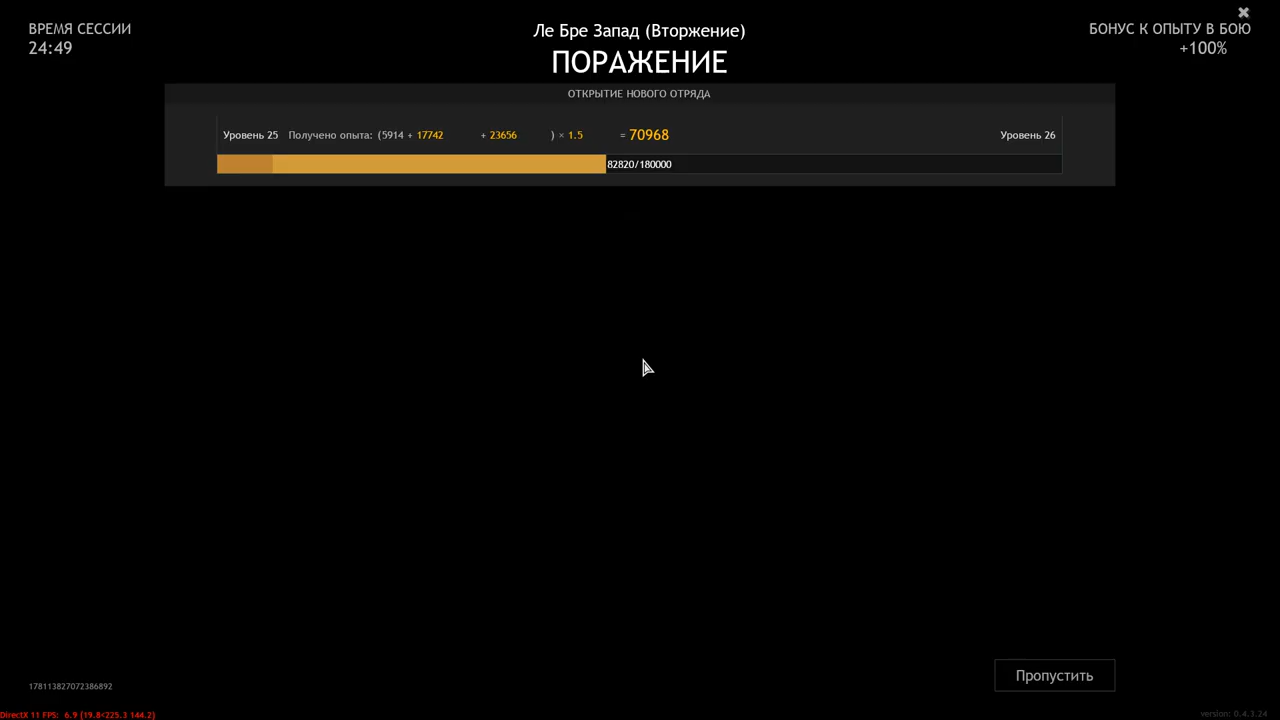 ВРЕМЯ СЕССИИ
24:49
Ле Бре Запад (Вторжение)
ПОРАЖЕНИЕ
БОНУС К ОПЫТУ В БОЮ
+100%
ОТКРЫТИЕ НОВОГО ОТРЯДА
Уровень 25 Получено опыта: (5914 + 17742 + 23656 ) × 1.5 = 70968 Уровень 26
82820/180000
Пропустить
178113827072386892
DirectX 11 FPS: 6.9 (19.8<225.3 144.2)
version: 0.4.3.24